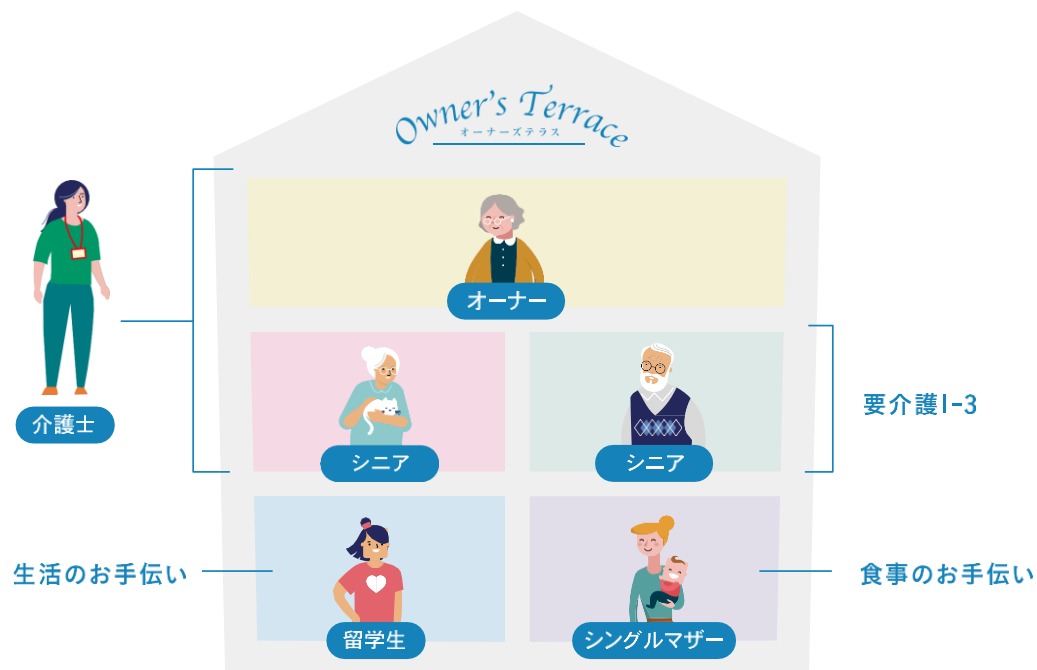 Owner's Terrace
オーナーズテラス
オーナー
介護士
シニア
シニア
要介護1-3
生活のお手伝い
食事のお手伝い
留学生
シングルマザー